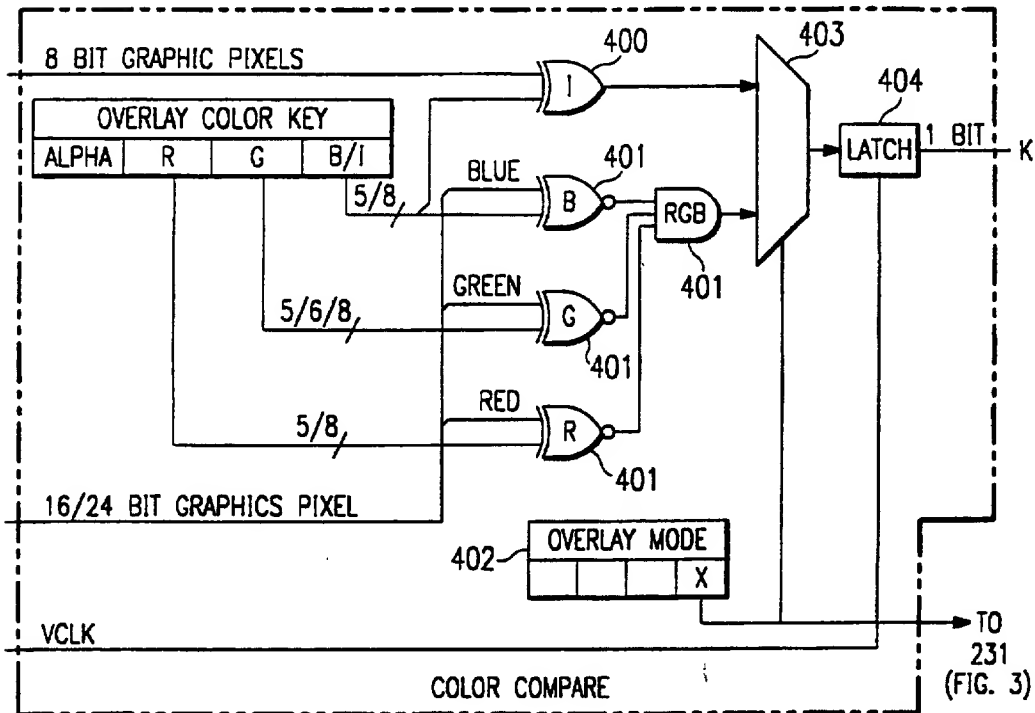 8 BIT GRAPHIC PIXELS
400
403
I
404
OVERLAY COLOR KEY
ALPHA R G B/I
LATCH
1 BIT
K
5/8
BLUE
401
B
RGB
401
GREEN
5/6/8
G
401
RED
5/8
R
401
16/24 BIT GRAPHICS PIXEL
402
OVERLAY MODE
X
VCLK
TO
231
(FIG. 3)
COLOR COMPARE